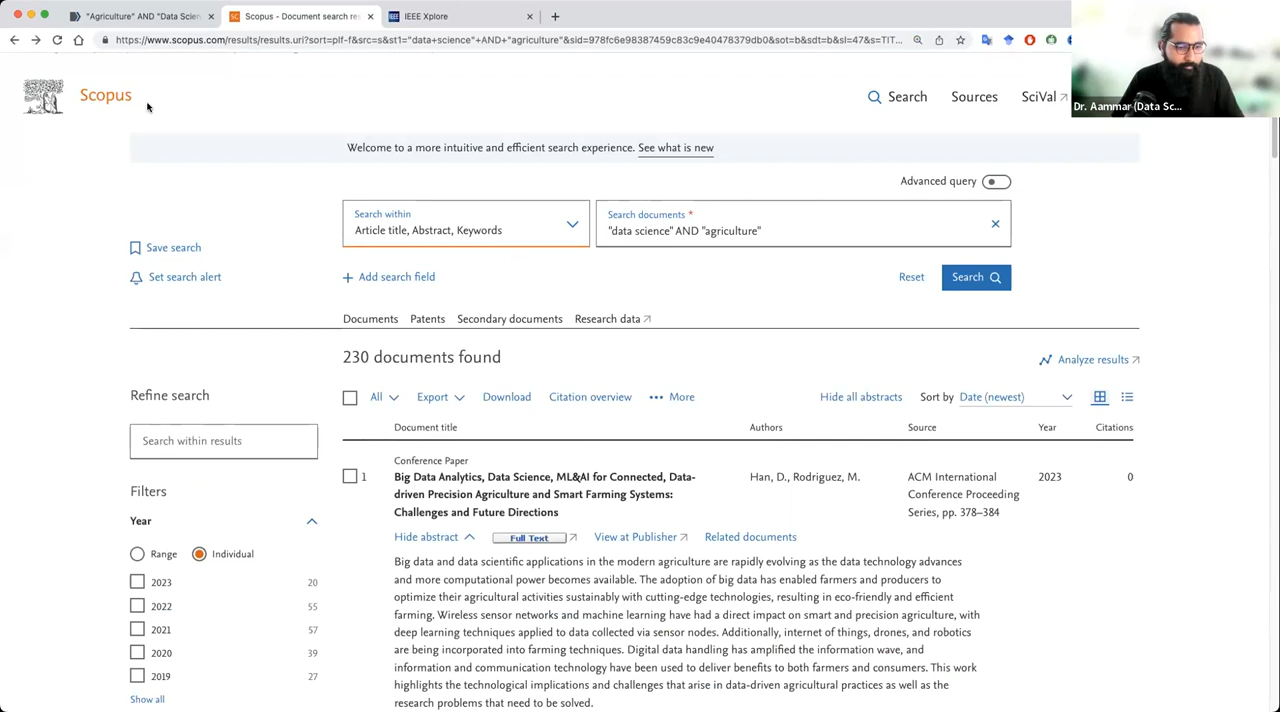 "Agriculture" AND "Data Scien
Scopus - Document search res
IEEE Xplore
https://www.scopus.com/results/results.uri?sort=plf-f&src=s&st1="data+science"+AND+"agriculture"&sid=978fc6e98387459c83c9e40478379db0&sot=b&sdt=b&sl=47&s=TIT...
Dr. Aammar (Data Sc...
Scopus
Search
Sources
SciVal
Welcome to a more intuitive and efficient search experience. See what is new
Advanced query
Search within
Article title, Abstract, Keywords
Search documents *
"data science" AND "agriculture"
Save search
Set search alert
Add search field
Reset
Search
Documents Patents Secondary documents Research data
230 documents found
Analyze results
Refine search
All Export Download Citation overview ••• More
Hide all abstracts Sort by Date (newest)
Search within results
Document title Authors Source Year Citations
Filters
Year
Range Individual
2023 20
2022 55
2021 57
2020 39
2019 27
Show all
Conference Paper
1 Big Data Analytics, Data Science, ML&AI for Connected, Data-
driven Precision Agriculture and Smart Farming Systems:
Challenges and Future Directions
Han, D., Rodriguez, M.
ACM International
Conference Proceeding
Series, pp. 378–384
2023
0
Hide abstract Full Text View at Publisher Related documents
Big data and data scientific applications in the modern agriculture are rapidly evolving as the data technology advances
and more computational power becomes available. The adoption of big data has enabled farmers and producers to
optimize their agricultural activities sustainably with cutting-edge technologies, resulting in eco-friendly and efficient
farming. Wireless sensor networks and machine learning have had a direct impact on smart and precision agriculture, with
deep learning techniques applied to data collected via sensor nodes. Additionally, internet of things, drones, and robotics
are being incorporated into farming techniques. Digital data handling has amplified the information wave, and
information and communication technology have been used to deliver benefits to both farmers and consumers. This work
highlights the technological implications and challenges that arise in data-driven agricultural practices as well as the
research problems that need to be solved.